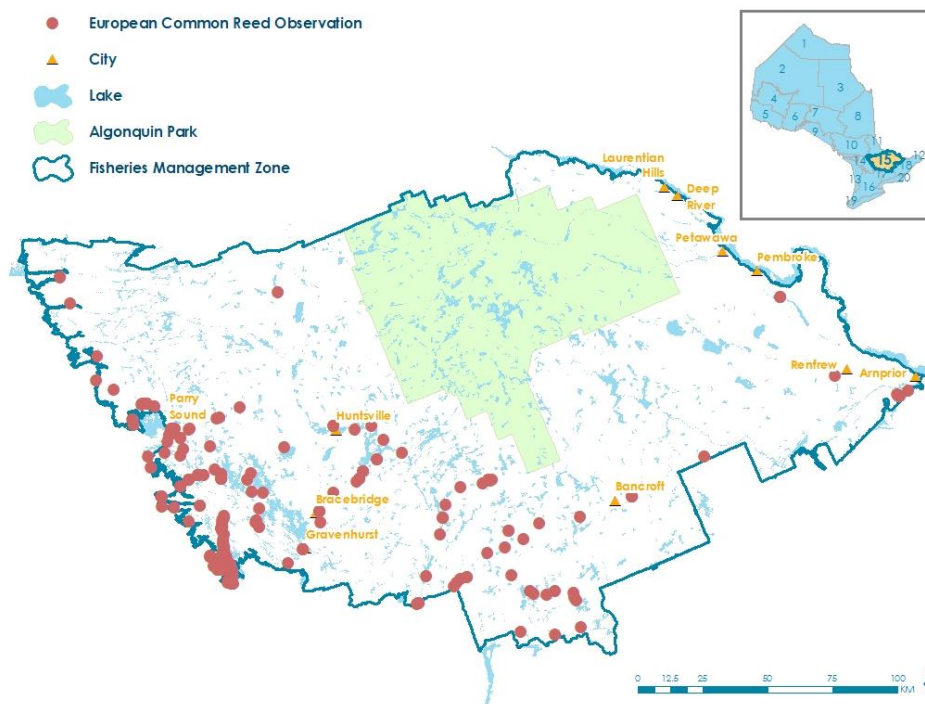 European Common Reed Observation
City
Lake
Algonquin Park
Fisheries Management Zone
1
2
3
4
5
6
7
8
9
10
11
12
14
15
18
13
16
20
19
Laurentian
Hills
Deep
River
Petawawa
Pembroke
Renfrew
Arnprior
Parry
Sound
Huntsville
Bancroft
Bracebridge
Gravenhurst
0 12.5 25 50 75 100
KM